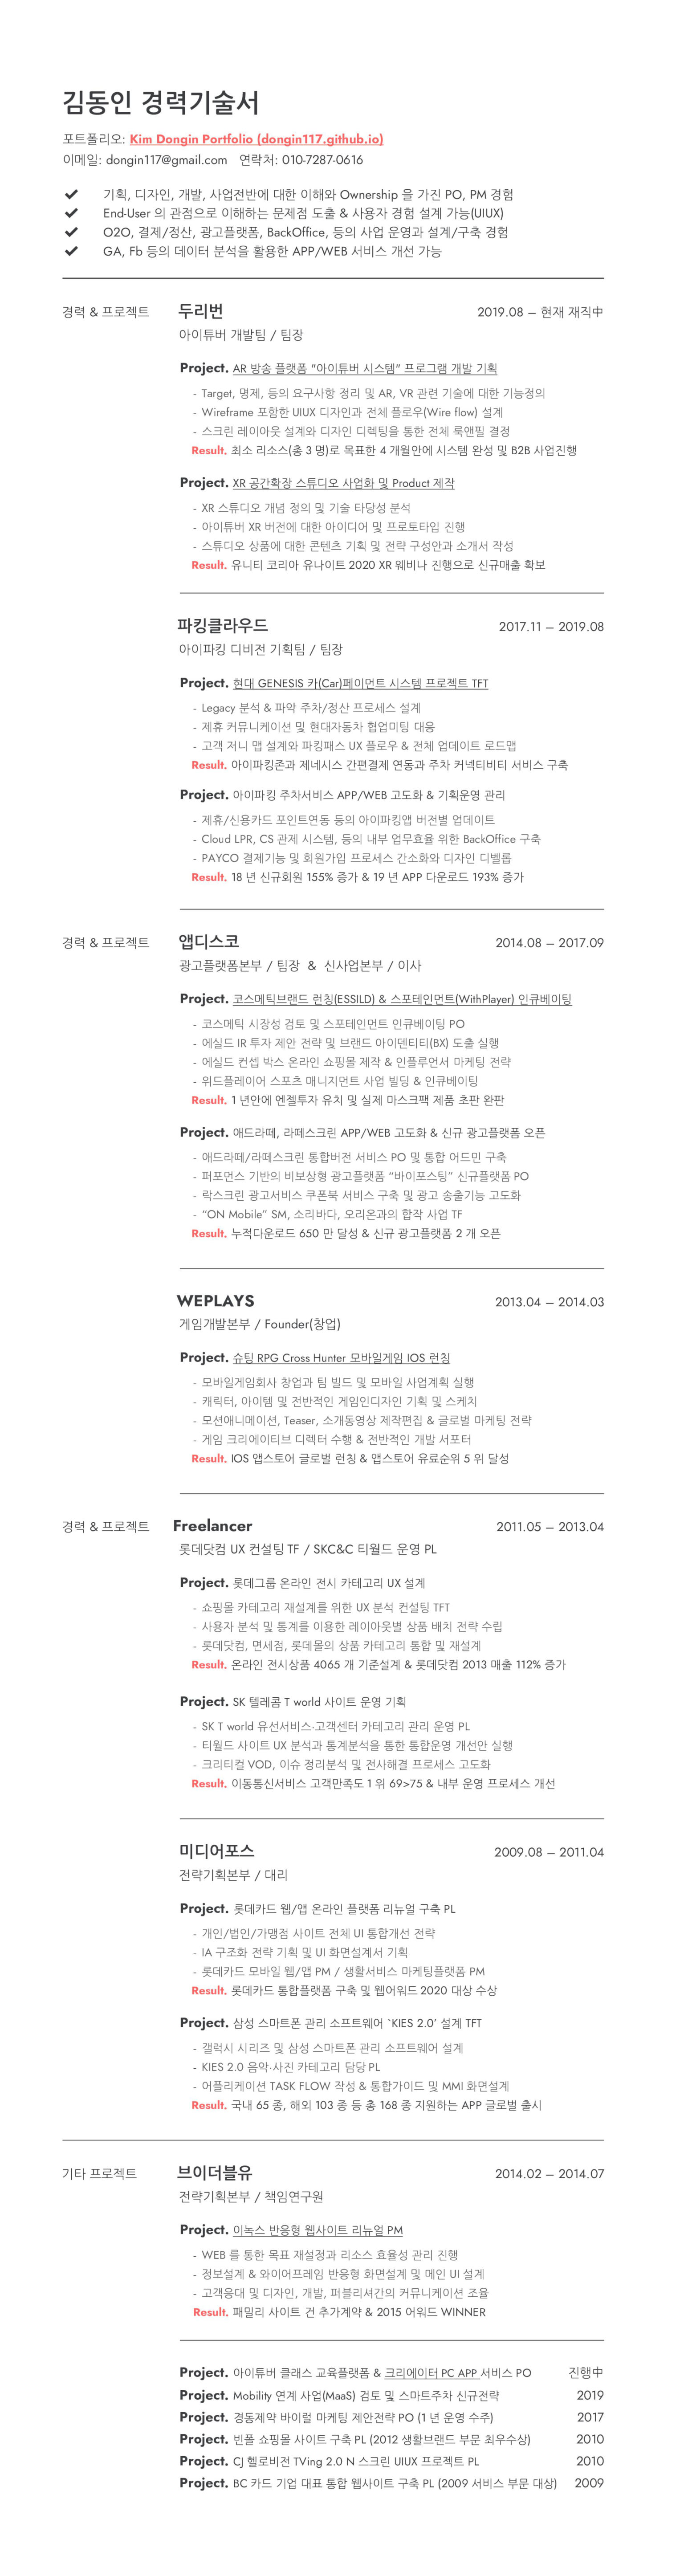 김동인 경력기술서
포트폴리오: Kim Dongin Portfolio (dongin117.github.io)
이메일: dongin117@gmail.com 연락처: 010-7287-0616
✔ 기획, 디자인, 개발, 사업전반에 대한 이해와 Ownership 을 가진 PO, PM 경험
✔ End-User 의 관점으로 이해하는 문제점 도출 & 사용자 경험 설계 가능(UIUX)
✔ O2O, 결제/정산, 광고플랫폼, BackOffice, 등의 사업 운영과 설계/구축 경험
✔ GA, Fb 등의 데이터 분석을 활용한 APP/WEB 서비스 개선 가능
경력 & 프로젝트 두리번 2019.08 – 현재 재직中
아이튜버 개발팀 / 팀장
Project. AR 방송 플랫폼 "아이튜버 시스템" 프로그램 개발 기획
- Target, 명제, 등의 요구사항 정리 및 AR, VR 관련 기술에 대한 기능정의
- Wireframe 포함한 UIUX 디자인과 전체 플로우(Wire flow) 설계
- 스크린 레이아웃 설계와 디자인 디렉팅을 통한 전체 룩앤필 결정
Result. 최소 리소스(총 3 명)로 목표한 4 개월안에 시스템 완성 및 B2B 사업진행
Project. XR 공간확장 스튜디오 사업화 및 Product 제작
- XR 스튜디오 개념 정의 및 기술 타당성 분석
- 아이튜버 XR 버전에 대한 아이디어 및 프로토타입 진행
- 스튜디오 상품에 대한 콘텐츠 기획 및 전략 구성안과 소개서 작성
Result. 유니티 코리아 유나이트 2020 XR 웨비나 진행으로 신규매출 확보
파킹클라우드 2017.11 – 2019.08
아이파킹 디비전 기획팀 / 팀장
Project. 현대 GENESIS 카(Car)페이먼트 시스템 프로젝트 TFT
- Legacy 분석 & 파악 주차/정산 프로세스 설계
- 제휴 커뮤니케이션 및 현대자동차 협업미팅 대응
- 고객 저니 맵 설계와 파킹패스 UX 플로우 & 전체 업데이트 로드맵
Result. 아이파킹존과 제네시스 간편결제 연동과 주차 커넥티비티 서비스 구축
Project. 아이파킹 주차서비스 APP/WEB 고도화 & 기획운영 관리
- 제휴/신용카드 포인트연동 등의 아이파킹앱 버전별 업데이트
- Cloud LPR, CS 관제 시스템, 등의 내부 업무효율 위한 BackOffice 구축
- PAYCO 결제기능 및 회원가입 프로세스 간소화와 디자인 디벨롭
Result. 18 년 신규회원 155% 증가 & 19 년 APP 다운로드 193% 증가
경력 & 프로젝트 앱디스코 2014.08 – 2017.09
광고플랫폼본부 / 팀장 & 신사업본부 / 이사
Project. 코스메틱브랜드 런칭(ESSILD) & 스포테인먼트(WithPlayer) 인큐베이팅
- 코스메틱 시장성 검토 및 스포테인먼트 인큐베이팅 PO
- 에실드 IR 투자 제안 전략 및 브랜드 아이덴티티(BX) 도출 실행
- 에실드 컨셉 박스 온라인 쇼핑몰 제작 & 인플루언서 마케팅 전략
- 위드플레이어 스포츠 매니지먼트 사업 빌딩 & 인큐베이팅
Result. 1 년안에 엔젤투자 유치 및 실제 마스크팩 제품 초판 완판
Project. 애드라떼, 라떼스크린 APP/WEB 고도화 & 신규 광고플랫폼 오픈
- 애드라떼/라떼스크린 통합버전 서비스 PO 및 통합 어드민 구축
- 퍼포먼스 기반의 비보상형 광고플랫폼 “바이포스팅” 신규플랫폼 PO
- 락스크린 광고서비스 쿠폰북 서비스 구축 및 광고 송출기능 고도화
- “ON Mobile” SM, 소리바다, 오리온과의 합작 사업 TF
Result. 누적다운로드 650 만 달성 & 신규 광고플랫폼 2 개 오픈
WEPLAYS 2013.04 – 2014.03
게임개발본부 / Founder(창업)
Project. 슈팅 RPG Cross Hunter 모바일게임 IOS 런칭
- 모바일게임회사 창업과 팀 빌드 및 모바일 사업계획 실행
- 캐릭터, 아이템 및 전반적인 게임인디자인 기획 및 스케치
- 모션애니메이션, Teaser, 소개동영상 제작편집 & 글로벌 마케팅 전략
- 게임 크리에이티브 디렉터 수행 & 전반적인 개발 서포터
Result. IOS 앱스토어 글로벌 런칭 & 앱스토어 유료순위 5 위 달성
경력 & 프로젝트 Freelancer 2011.05 – 2013.04
롯데닷컴 UX 컨설팅 TF / SKC&C 티월드 운영 PL
Project. 롯데그룹 온라인 전시 카테고리 UX 설계
- 쇼핑몰 카테고리 재설계를 위한 UX 분석 컨설팅 TFT
- 사용자 분석 및 통계를 이용한 레이아웃별 상품 배치 전략 수립
- 롯데닷컴, 면세점, 롯데몰의 상품 카테고리 통합 및 재설계
Result. 온라인 전시상품 4065 개 기준설계 & 롯데닷컴 2013 매출 112% 증가
Project. SK 텔레콤 T world 사이트 운영 기획
- SK T world 유선서비스·고객센터 카테고리 관리 운영 PL
- 티월드 사이트 UX 분석과 통계분석을 통한 통합운영 개선안 실행
- 크리티컬 VOD, 이슈 정리분석 및 전사해결 프로세스 고도화
Result. 이동통신서비스 고객만족도 1 위 69>75 & 내부 운영 프로세스 개선
미디어포스 2009.08 – 2011.04
전략기획본부 / 대리
Project. 롯데카드 웹/앱 온라인 플랫폼 리뉴얼 구축 PL
- 개인/법인/가맹점 사이트 전체 UI 통합개선 전략
- IA 구조화 전략 기획 및 UI 화면설계서 기획
- 롯데카드 모바일 웹/앱 PM / 생활서비스 마케팅플랫폼 PM
Result. 롯데카드 통합플랫폼 구축 및 웹어워드 2020 대상 수상
Project. 삼성 스마트폰 관리 소프트웨어 `KIES 2.0’ 설계 TFT
- 갤럭시 시리즈 및 삼성 스마트폰 관리 소프트웨어 설계
- KIES 2.0 음악·사진 카테고리 담당 PL
- 어플리케이션 TASK FLOW 작성 & 통합가이드 및 MMI 화면설계
Result. 국내 65 종, 해외 103 종 등 총 168 종 지원하는 APP 글로벌 출시
기타 프로젝트 브이더블유 2014.02 – 2014.07
전략기획본부 / 책임연구원
Project. 이녹스 반응형 웹사이트 리뉴얼 PM
- WEB 를 통한 목표 재설정과 리소스 효율성 관리 진행
- 정보설계 & 와이어프레임 반응형 화면설계 및 메인 UI 설계
- 고객응대 및 디자인, 개발, 퍼블리셔간의 커뮤니케이션 조율
Result. 패밀리 사이트 건 추가계약 & 2015 어워드 WINNER
Project. 아이튜버 클래스 교육플랫폼 & 크리에이터 PC APP 서비스 PO 진행中
Project. Mobility 연계 사업(MaaS) 검토 및 스마트주차 신규전략 2019
Project. 경동제약 바이럴 마케팅 제안전략 PO (1 년 운영 수주) 2017
Project. 빈폴 쇼핑몰 사이트 구축 PL (2012 생활브랜드 부문 최우수상) 2010
Project. CJ 헬로비전 TVing 2.0 N 스크린 UIUX 프로젝트 PL 2010
Project. BC 카드 기업 대표 통합 웹사이트 구축 PL (2009 서비스 부문 대상) 2009